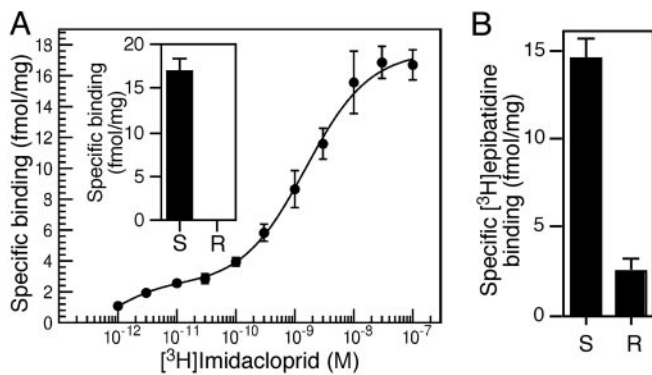 A
Specific binding (fmol/mg)
18
16
14
12
10
8
6
4
2
0
Specific binding
(fmol/mg)
20
15
10
5
0
S R
10⁻¹² 10⁻¹¹ 10⁻¹⁰ 10⁻⁹ 10⁻⁸ 10⁻⁷
[³H]Imidacloprid (M)
B
Specific [³H]epibatidine
binding (fmol/mg)
15
10
5
0
S R